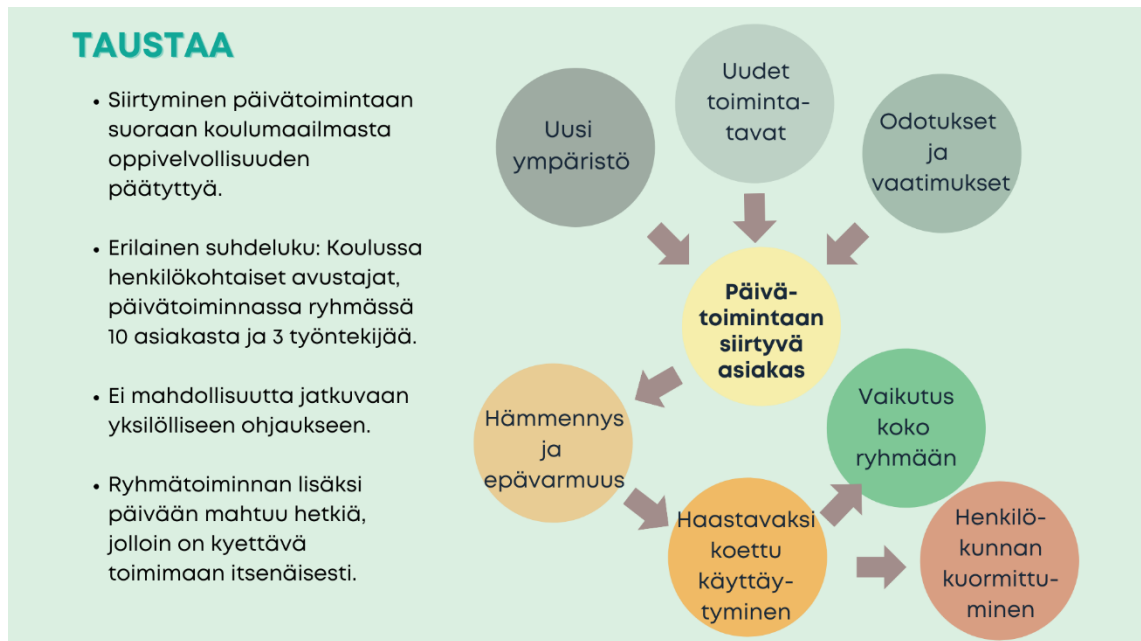 TAUSTAA
• Siirtyminen päivätoimintaan
suoraan koulumaailmasta
oppivelvollisuuden
päätyttyä.
• Erilainen suhdeluku: Koulussa
henkilökohtaiset avustajat,
päivätoiminnassa ryhmässä
10 asiakasta ja 3 työntekijää.
• Ei mahdollisuutta jatkuvaan
yksilölliseen ohjaukseen.
• Ryhmätoiminnan lisäksi
päivään mahtuu hetkiä,
jolloin on kyettävä
toimimaan itsenäisesti.
Uusi
ympäristö
Uudet
toiminta-
tavat
Odotukset
ja
vaatimukset
Päivä-
toimintaan
siirtyvä
asiakas
Hämmennys
ja
epävarmuus
Haastavaksi
koettu
käyttäy-
tyminen
Vaikutus
koko
ryhmään
Henkilö-
kunnan
kuormittu-
minen